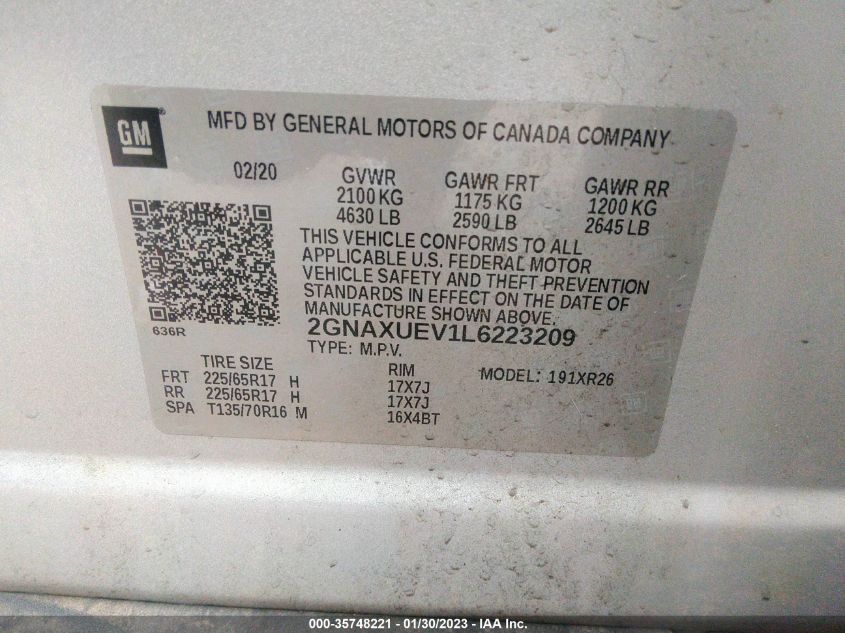 GM
MFD BY GENERAL MOTORS OF CANADA COMPANY
02/20 GVWR GAWR FRT GAWR RR
2100 KG 1175 KG 1200 KG
4630 LB 2590 LB 2645 LB
THIS VEHICLE CONFORMS TO ALL
APPLICABLE U.S. FEDERAL MOTOR
VEHICLE SAFETY AND THEFT PREVENTION
STANDARDS IN EFFECT ON THE DATE OF
MANUFACTURE SHOWN ABOVE.
636R 2GNAXUEV1L6223209
TYPE: M.P.V.
TIRE SIZE RIM MODEL: 191XR26
FRT 225/65R17 H 17X7J
RR 225/65R17 H 17X7J
SPA T135/70R16 M 16X4BT
000-35748221 - 01/30/2023 - IAA Inc.